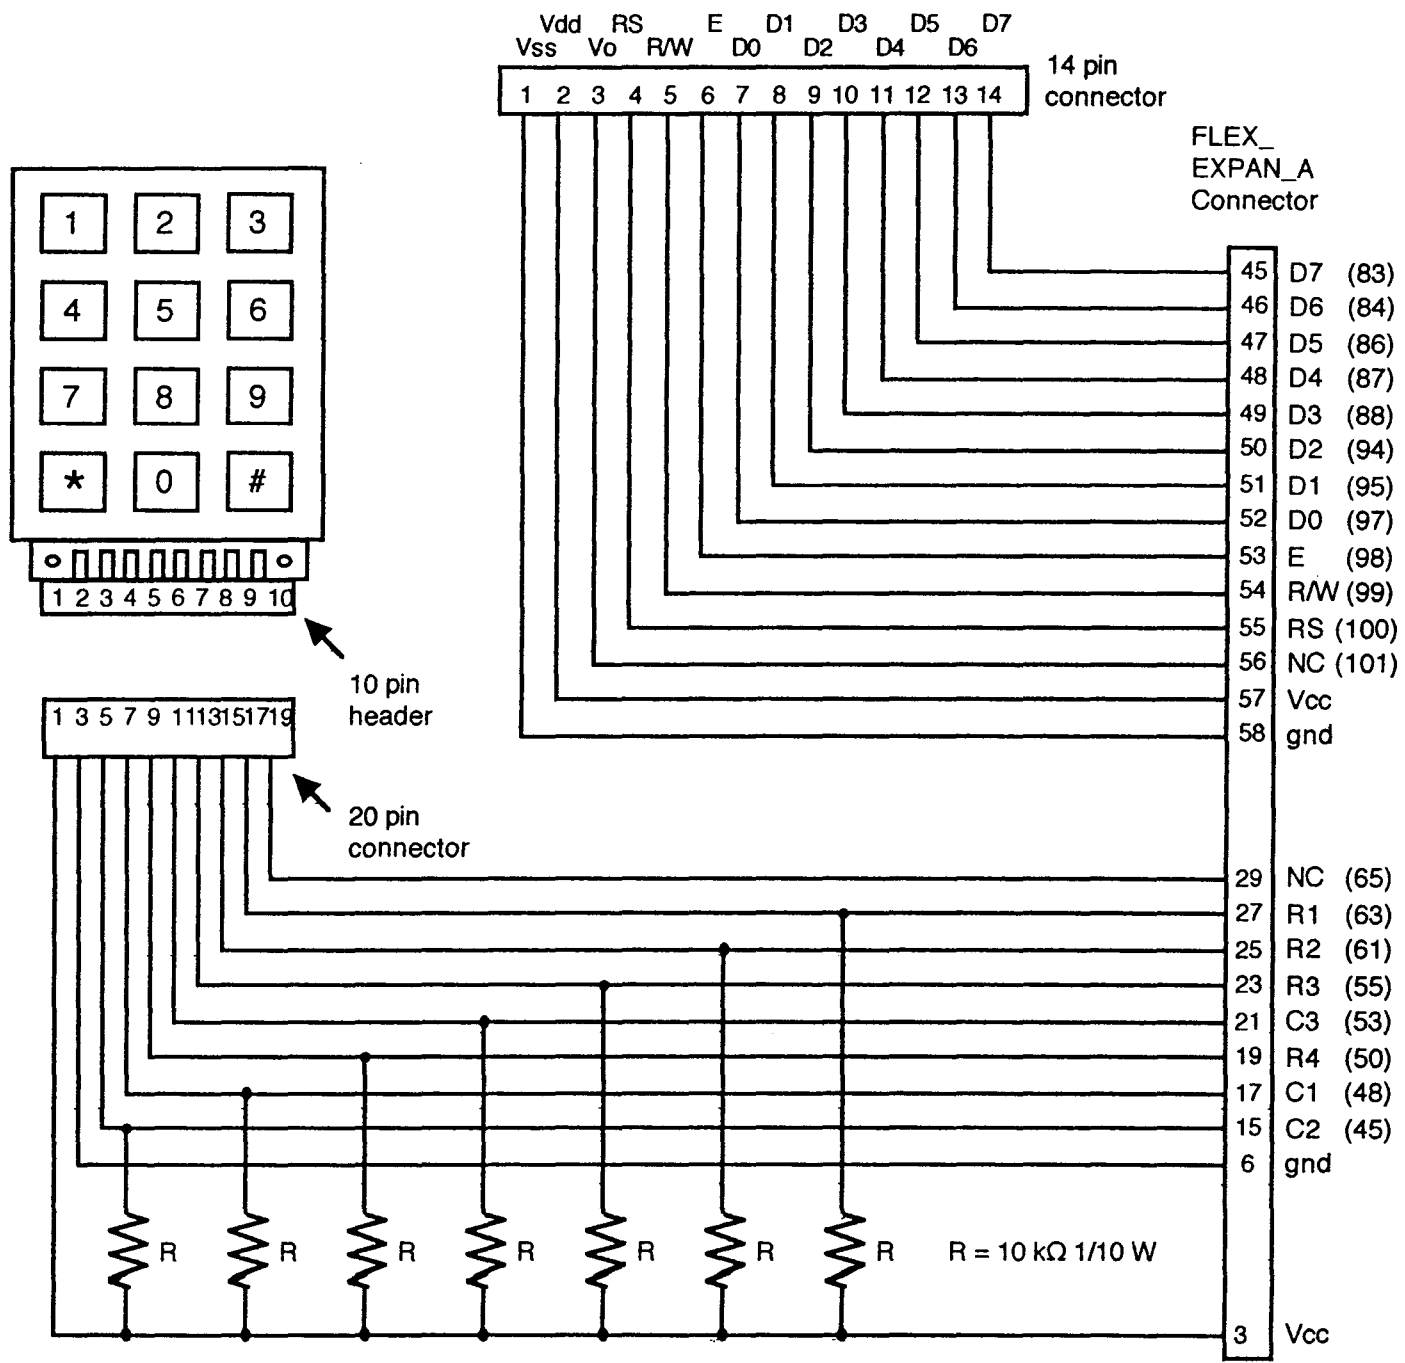 Vdd RS E D1 D3 D5 D7
Vss Vo R/W D0 D2 D4 D6
14 pin
connector
1 2 3 4 5 6 7 8 9 10 11 12 13 14
FLEX_
EXPAN_A
Connector
1 2 3
4 5 6
7 8 9
* 0 #
1 2 3 4 5 6 7 8 9 10
10 pin
header
1 3 5 7 9 11 13 15 17 19
20 pin
connector
45 D7 (83)
46 D6 (84)
47 D5 (86)
48 D4 (87)
49 D3 (88)
50 D2 (94)
51 D1 (95)
52 D0 (97)
53 E (98)
54 R/W (99)
55 RS (100)
56 NC (101)
57 Vcc
58 gnd
29 NC (65)
27 R1 (63)
25 R2 (61)
23 R3 (55)
21 C3 (53)
19 R4 (50)
17 C1 (48)
15 C2 (45)
6 gnd
R R R R R R R R = 10 kΩ 1/10 W
3 Vcc